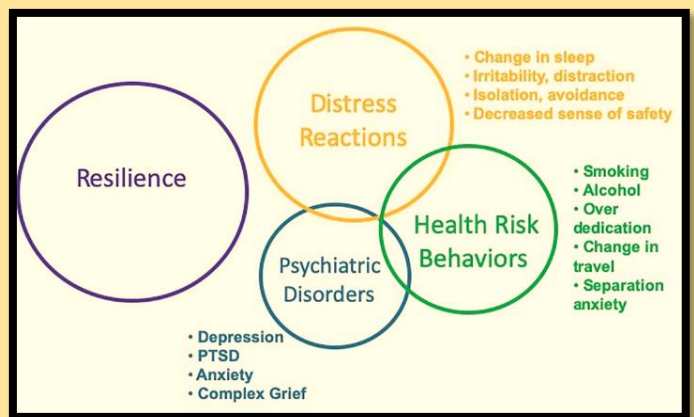 Resilience
Distress
Reactions
• Change in sleep
• Irritability, distraction
• Isolation, avoidance
• Decreased sense of safety
Health Risk
Behaviors
• Smoking
• Alcohol
• Over
dedication
• Change in
travel
• Separation
anxiety
Psychiatric
Disorders
• Depression
• PTSD
• Anxiety
• Complex Grief